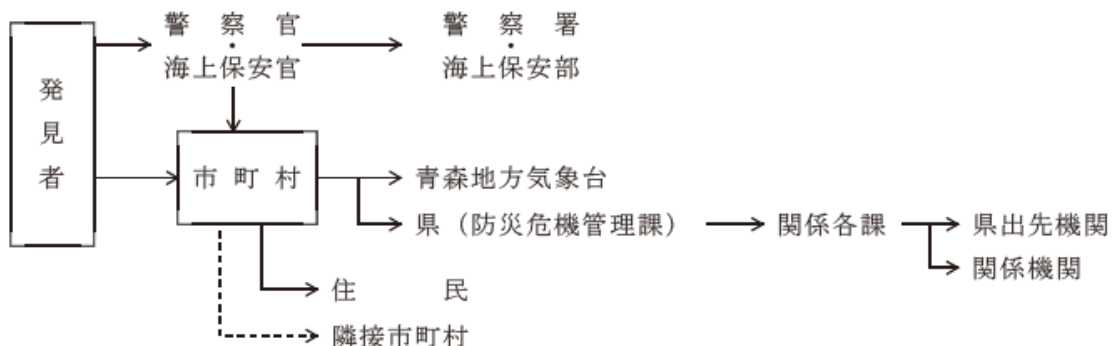 発見者
警察官・海上保安官
警察署・海上保安部
市町村
青森地方気象台
県（防災危機管理課）
関係各課
県出先機関
関係機関
住民
隣接市町村